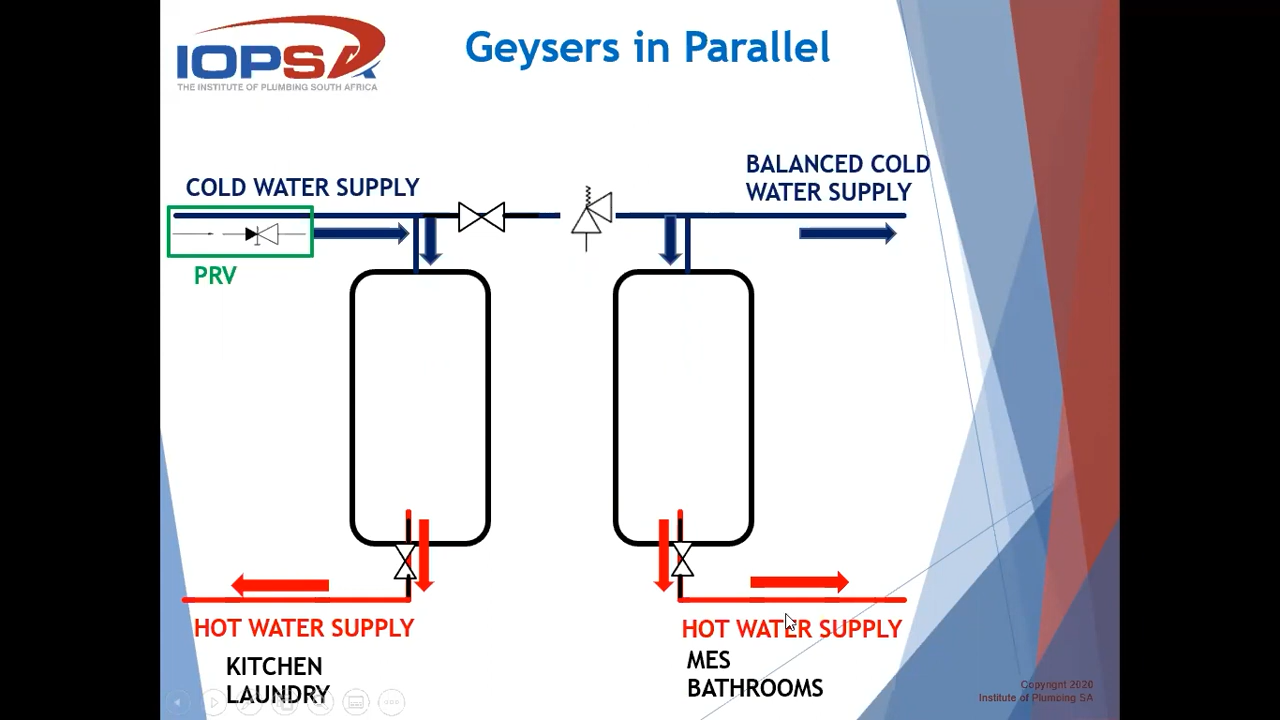 IOPSA
THE INSTITUTE OF PLUMBING SOUTH AFRICA
Geysers in Parallel
COLD WATER SUPPLY
BALANCED COLD
WATER SUPPLY
PRV
HOT WATER SUPPLY
KITCHEN
LAUNDRY
HOT WATER SUPPLY
MES
BATHROOMS
Copyright 2020
Institute of Plumbing SA